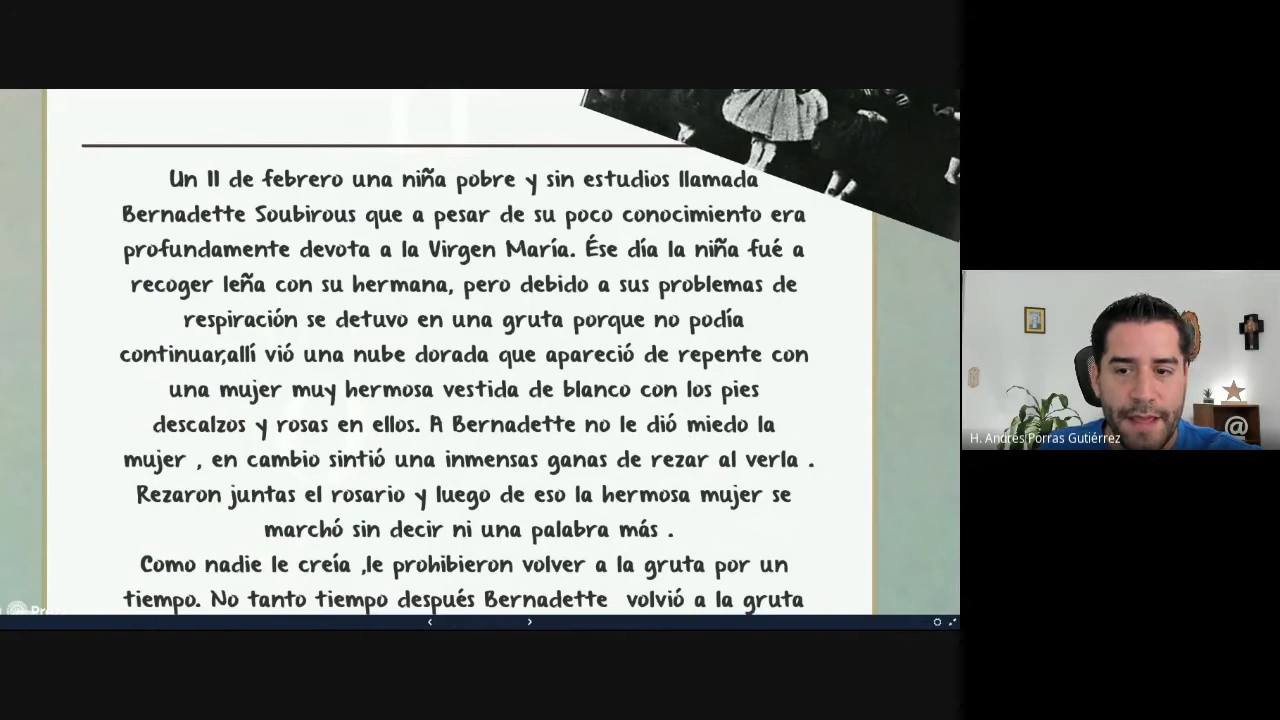 Un 11 de febrero una niña pobre y sin estudios llamada
Bernadette Soubirous que a pesar de su poco conocimiento era
profundamente devota a la Virgen María. Ése día la niña fué a
recoger leña con su hermana, pero debido a sus problemas de
respiración se detuvo en una gruta porque no podía
continuar,allí vió una nube dorada que apareció de repente con
una mujer muy hermosa vestida de blanco con los pies
descalzos y rosas en ellos. A Bernadette no le dió miedo la
mujer , en cambio sintió una inmensas ganas de rezar al verla .
Rezaron juntas el rosario y luego de eso la hermosa mujer se
marchó sin decir ni una palabra más .
Como nadie le creía ,le prohibieron volver a la gruta por un
tiempo. No tanto tiempo después Bernadette volvió a la gruta
@
H. Andres Porras Gutiérrez